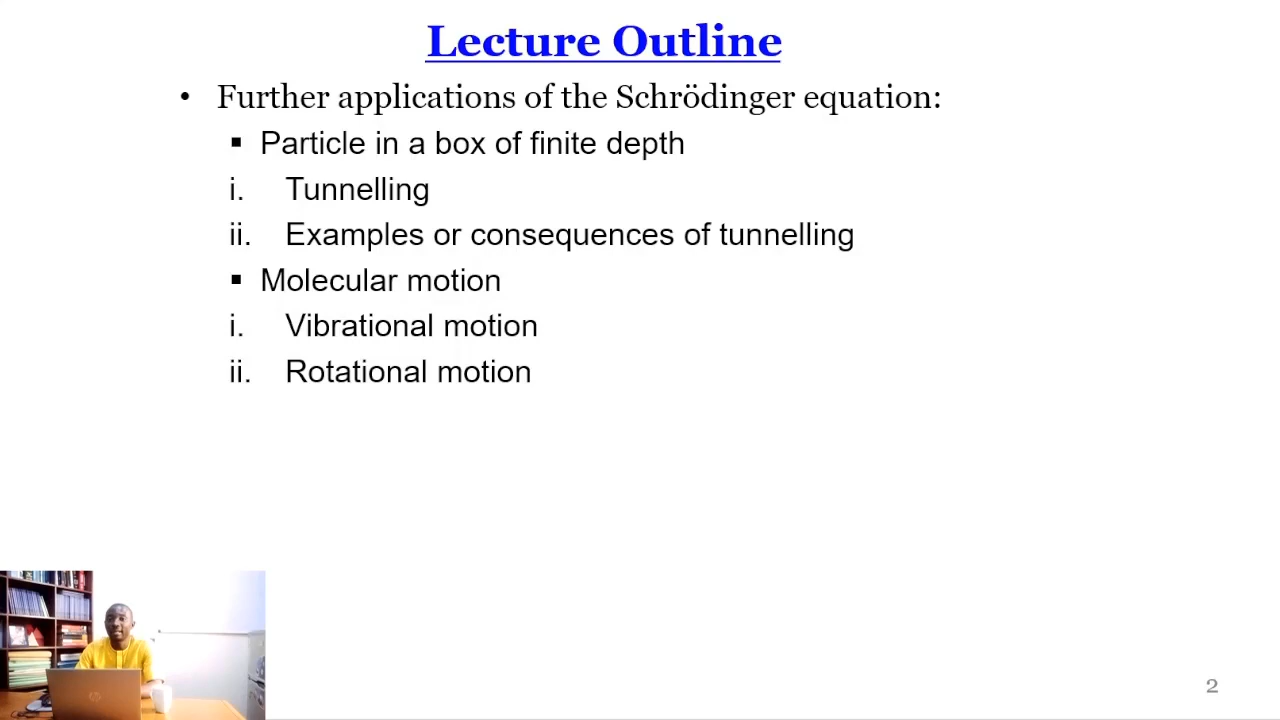 Lecture Outline
• Further applications of the Schrödinger equation:
▪ Particle in a box of finite depth
i. Tunnelling
ii. Examples or consequences of tunnelling
▪ Molecular motion
i. Vibrational motion
ii. Rotational motion
2